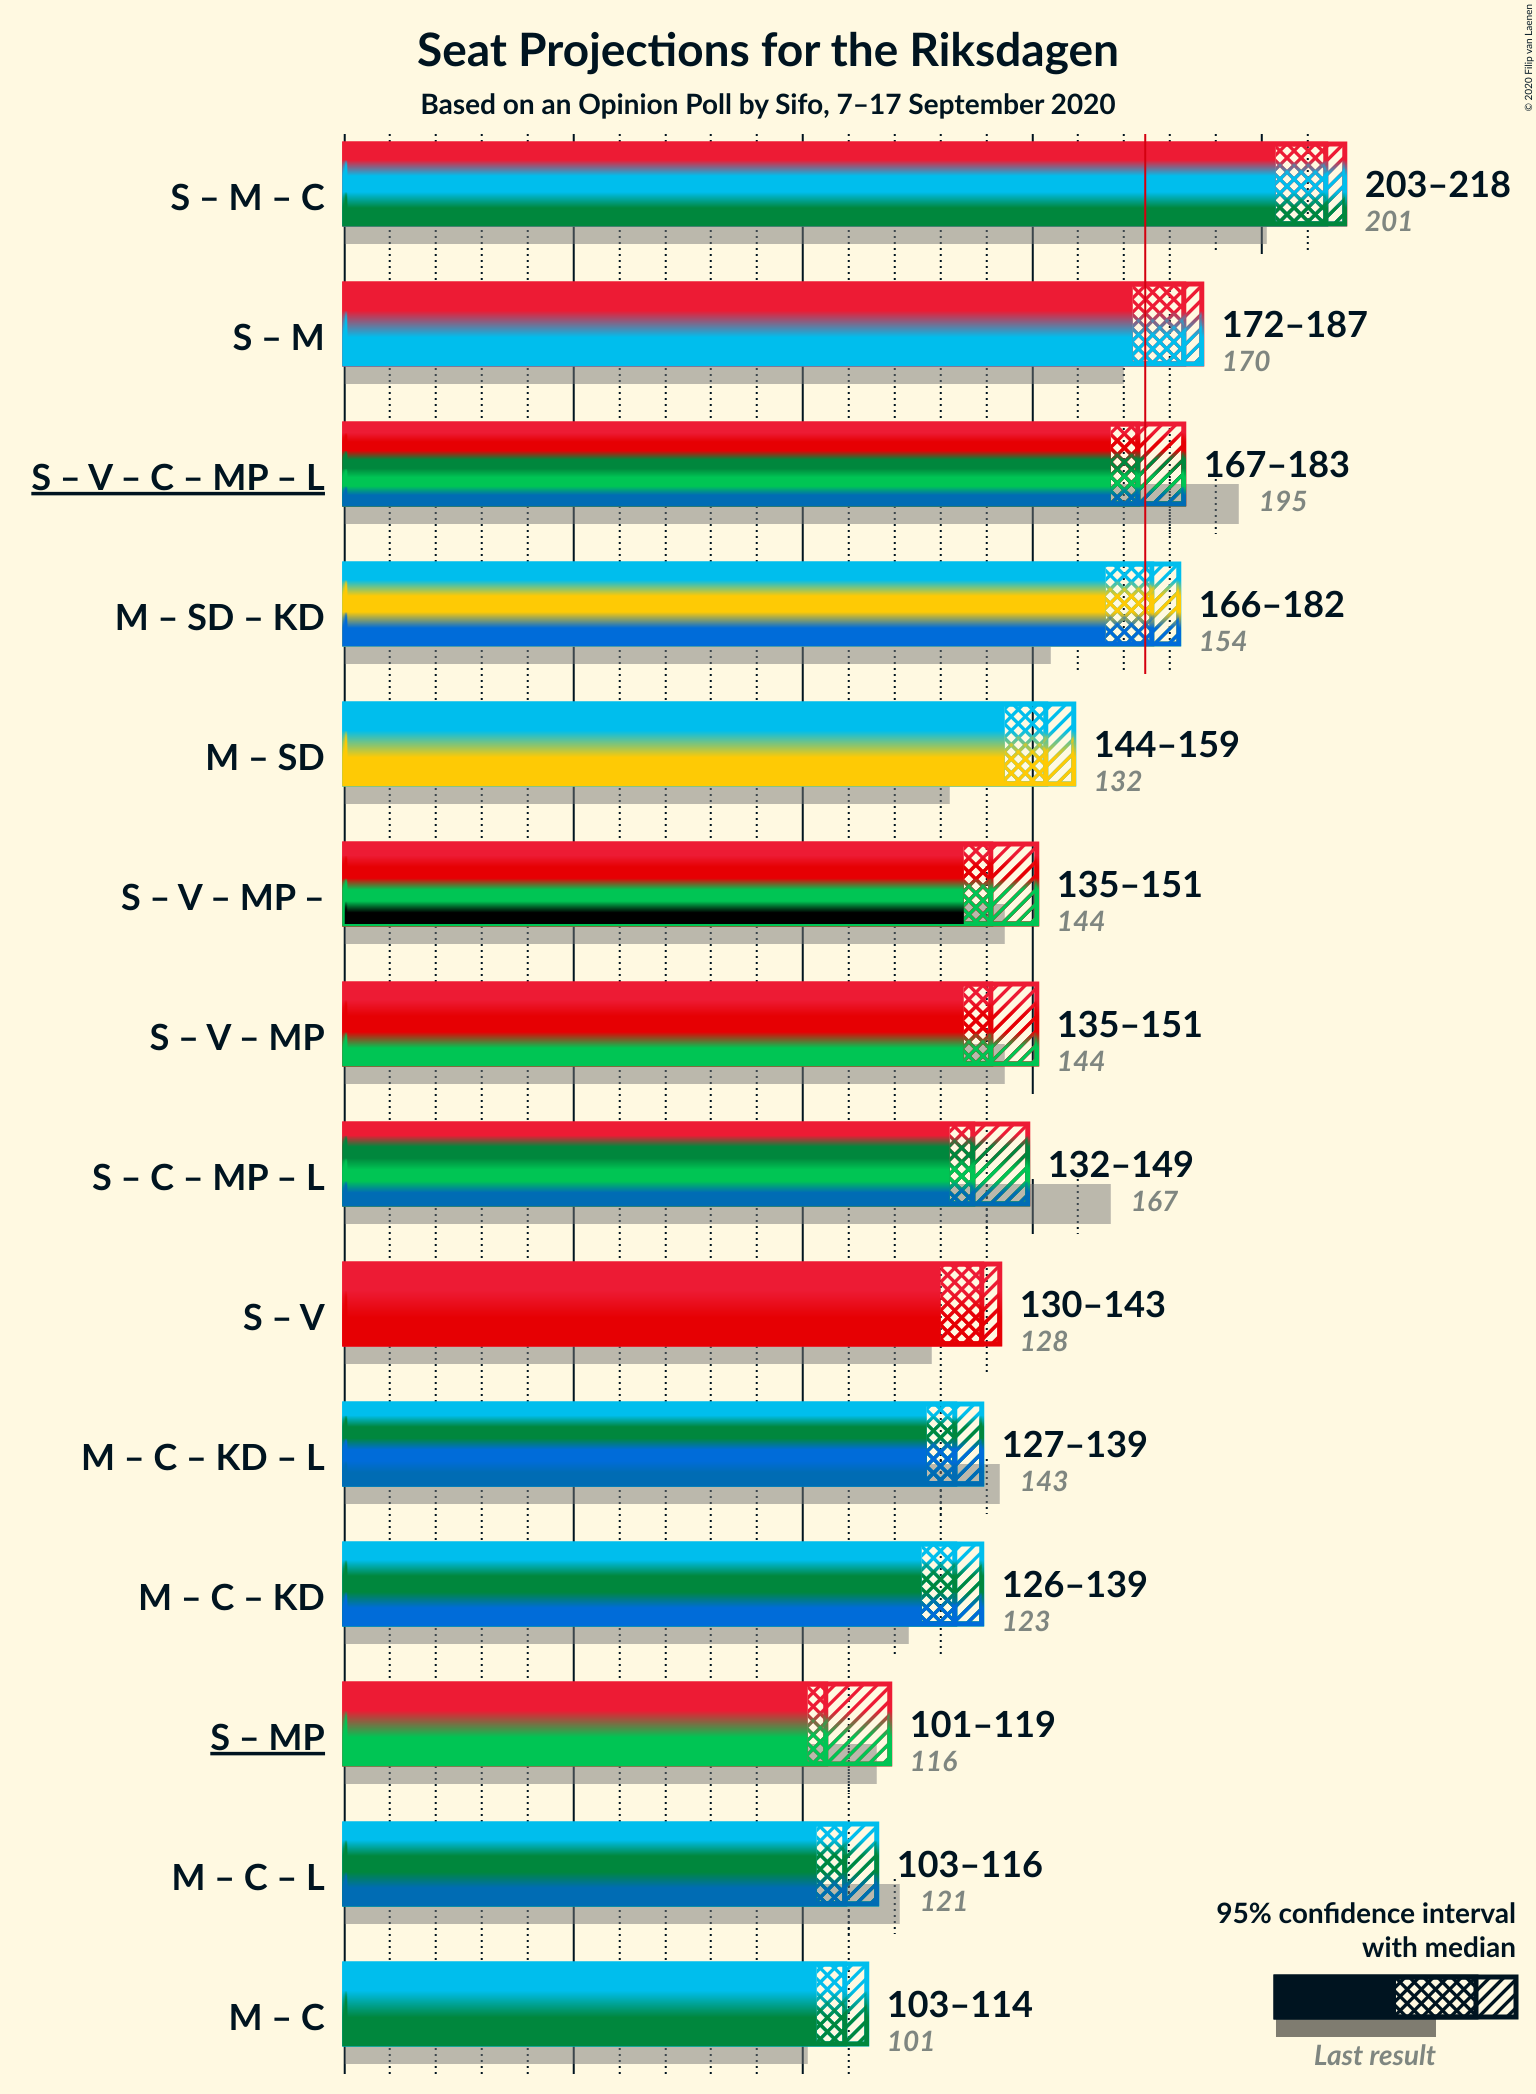 Seat Projections for the Riksdagen
Based on an Opinion Poll by Sifo, 7–17 September 2020
© 2020 Filip van Laenen
S – M – C
203–218
201
S – M
172–187
170
S – V – C – MP – L
167–183
195
M – SD – KD
166–182
154
M – SD
144–159
132
S – V – MP –
135–151
144
S – V – MP
135–151
144
S – C – MP – L
132–149
167
S – V
130–143
128
M – C – KD – L
127–139
143
M – C – KD
126–139
123
S – MP
101–119
116
M – C – L
103–116
121
M – C
103–114
101
95% confidence interval
with median
Last result